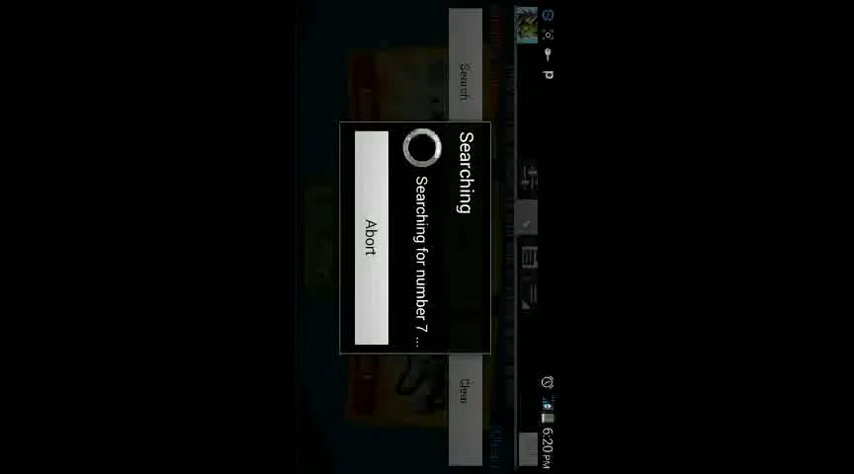 6:20 PM
Search
Clear
Searching
Searching for number 7 ...
Abort